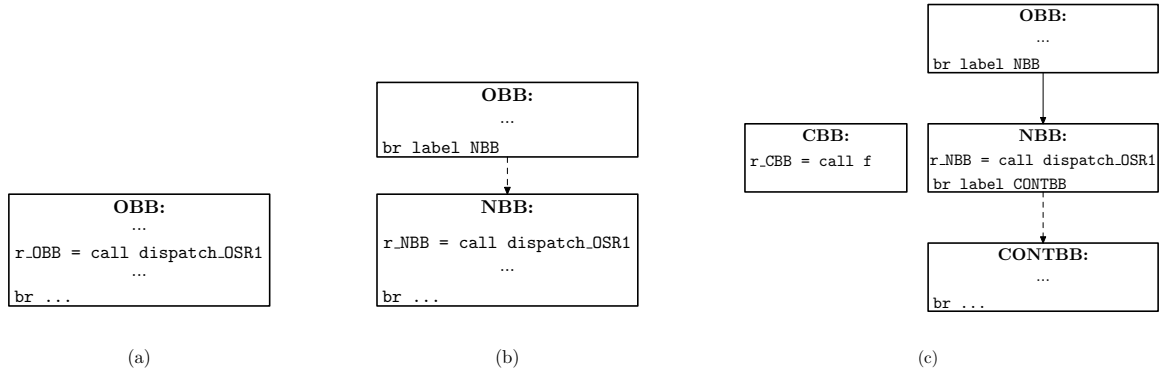 OBB:
...
r_OBB = call dispatch_OSR1
...
br ...
(a)
OBB:
...
br label NBB
NBB:
r_NBB = call dispatch_OSR1
...
br ...
(b)
OBB:
...
br label NBB
CBB:
r_CBB = call f
NBB:
r_NBB = call dispatch_OSR1
br label CONTBB
CONTBB:
...
br ...
(c)